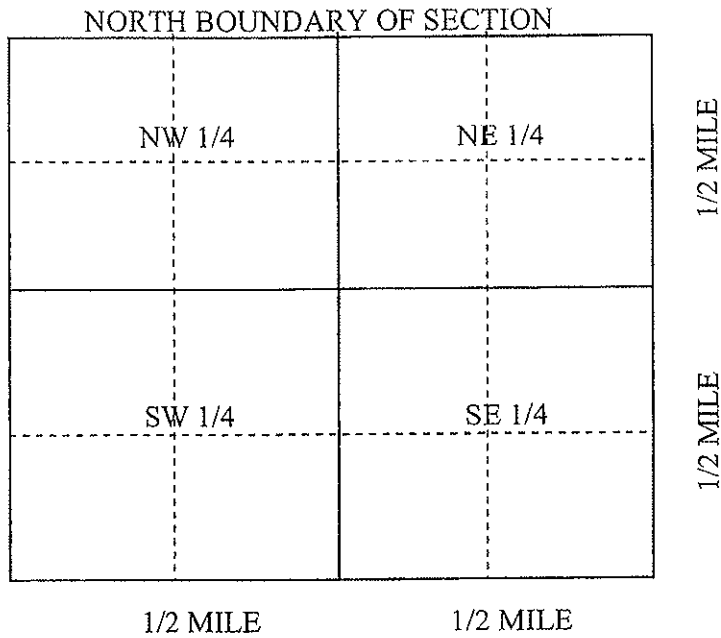 NORTH BOUNDARY OF SECTION
NW 1/4
NE 1/4
1/2 MILE
SW 1/4
SE 1/4
1/2 MILE
1/2 MILE
1/2 MILE